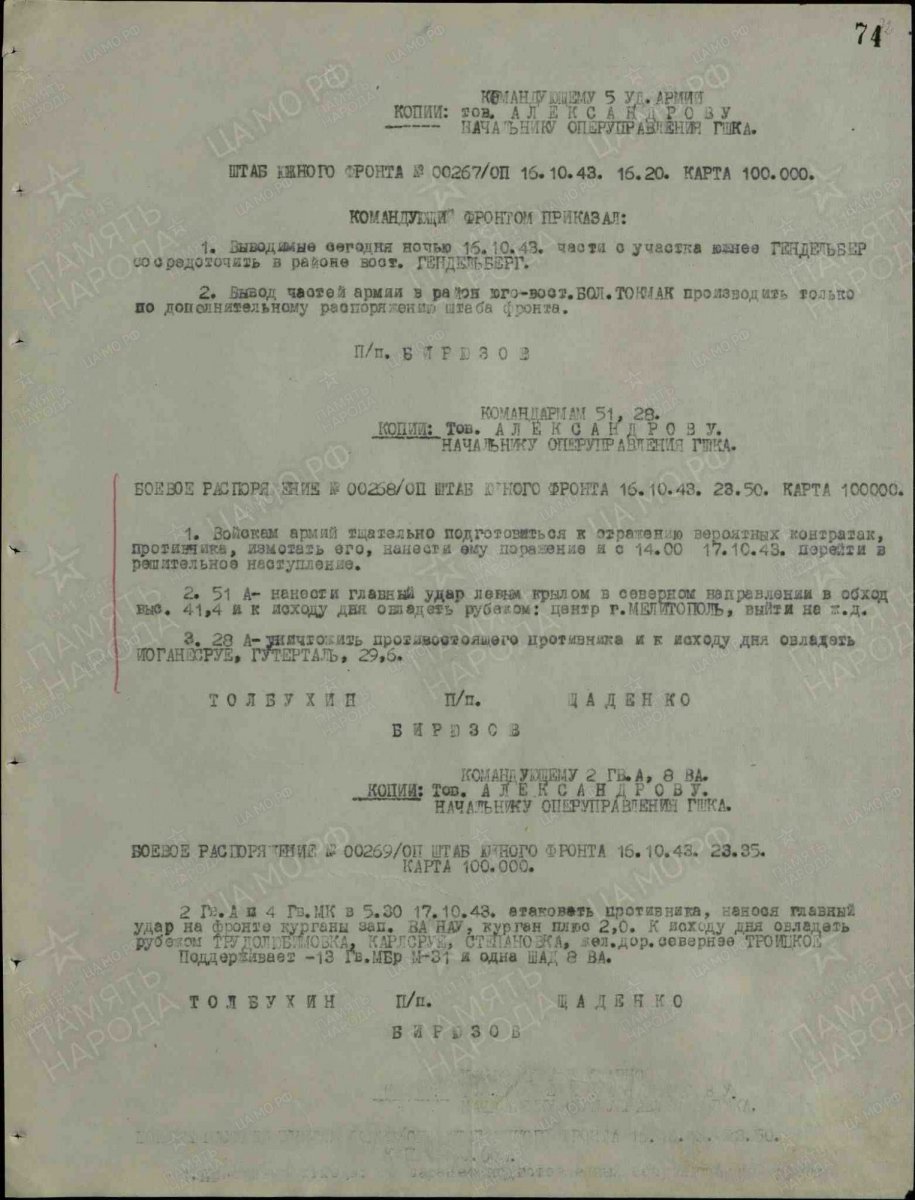 74
КОМАНДУЮЩЕМУ 5 УД.АРМИИ
КОПИИ: тов. А Л Е К С А Н Д Р О В У
НАЧАЛЬНИКУ ОПЕРУПРАВЛЕНИЯ ГШКА.
ШТАБ ЮЖНОГО ФРОНТА № 00267/ОП 16.10.43. 16.20. КАРТА 100.000.
КОМАНДУЮЩИЙ ФРОНТОМ ПРИКАЗАЛ:
1. Выводимые сегодня ночью 16.10.43. части с участка южнее ГЕНДЕЛЬБЕР
сосредоточить в районе вост. ГЕНДЕЛЬБЕРГ.
2. Вывод частей армии в район юго-вост.БОЛ.ТОКМАК производить только
по дополнительному распоряжению штаба фронта.
П/п. Б И Р Ю З О В
КОМАНДАРМАМ 51, 28.
КОПИИ: Тов. А Л Е К С А Н Д Р О В У.
НАЧАЛЬНИКУ ОПЕРУПРАВЛЕНИЯ ГШКА.
БОЕВОЕ РАСПОРЯЖЕНИЕ № 00268/ОП ШТАБ ЮЖНОГО ФРОНТА 16.10.43. 23.50. КАРТА 100000.
1. Войскам армий тщательно подготовиться к отражению вероятных контратак,
противника, измотать его, нанести ему поражение и с 14.00 17.10.43. перейти в
решительное наступление.
2. 51 А- нанести главный удар левым крылом в северном направлении в обход
выс. 41,4 и к исходу дня овладеть рубежом: центр г.МЕЛИТОПОЛЬ, выйти на ж.д.
3. 28 А-уничтожить противостоящего противника и к исходу дня овладеть
ИОГАНЕСРУЕ, ГУТЕРТАЛЬ, 29,6.
Т О Л Б У Х И Н П/п. Щ А Д Е Н К О
Б И Р Ю З О В
КОМАНДУЮЩЕМУ 2 ГВ.А, 8 ВА.
КОПИИ: Тов. А Л Е К С А Н Д Р О В У.
НАЧАЛЬНИКУ ОПЕРУПРАВЛЕНИЯ ГШКА.
БОЕВОЕ РАСПОРЯЖЕНИЕ № 00269/ОП ШТАБ ЮЖНОГО ФРОНТА 16.10.43. 23.35.
КАРТА 100.000.
2 Гв.А и 4 Гв.МК в 5.30 17.10.43. атаковать противника, нанося главный
удар на фронте курганы зап. ВАЙНАУ, курган плюс 2,0. К исходу дня овладеть
рубежом ТРУДОЛЮБИМОВКА, КАРЛСРУЕ, СТЕПАНОВКА, жел.дор.севернее ТРОИЦКОЕ
Поддерживает -13 Гв.МБр М-31 и одна ШАД 8 ВА.
Т О Л Б У Х И Н П/п. Щ А Д Е Н К О
Б И Р Ю З О В